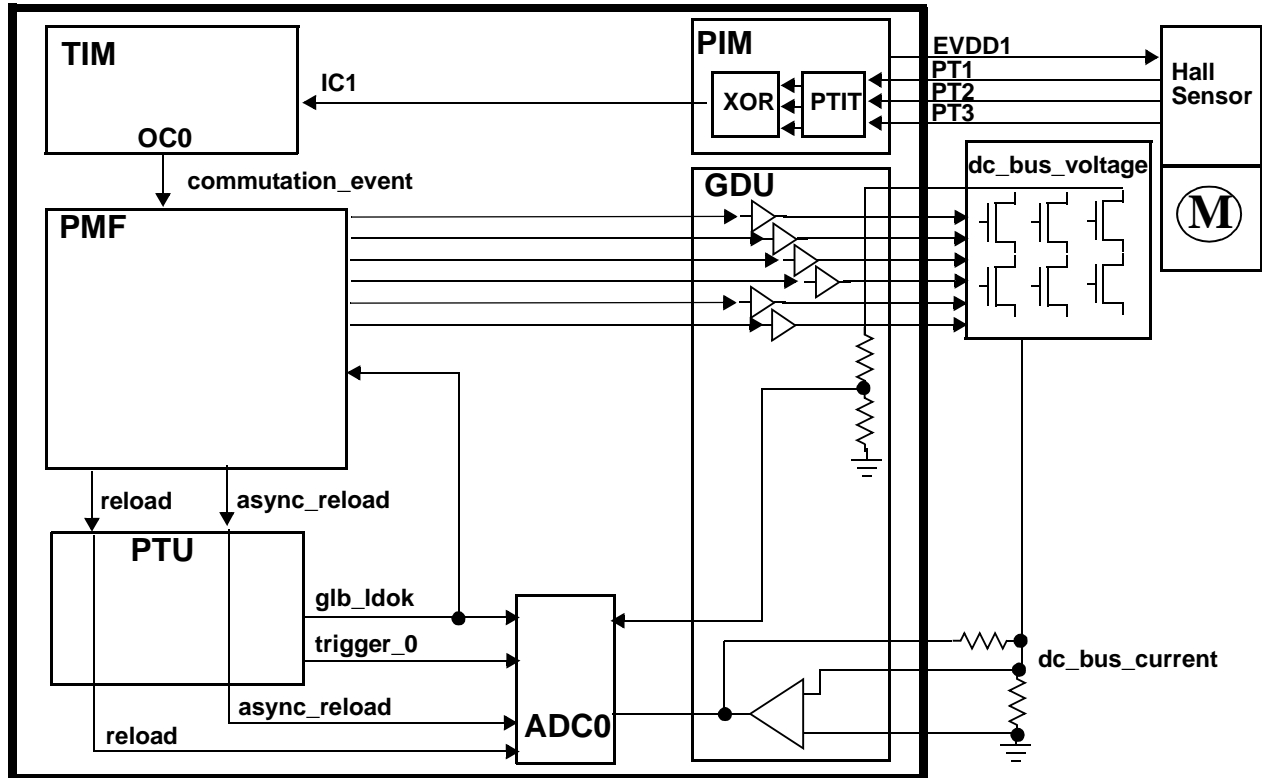 TIM
PIM
EVDD1
PT1
PT2
PT3
Hall
Sensor
IC1
XOR
PTIT
OC0
commutation_event
GDU
dc_bus_voltage
M
PMF
reload
async_reload
PTU
glb_ldok
trigger_0
dc_bus_current
async_reload
reload
ADC0